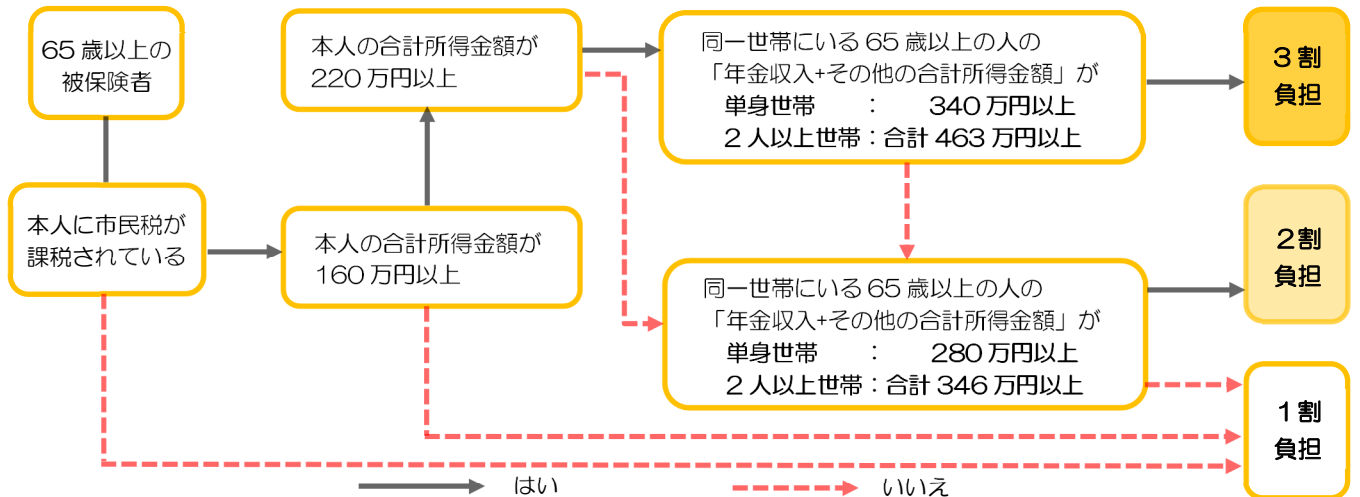 65歳以上の
被保険者
本人に市民税が
課税されている
本人の合計所得金額が
220万円以上
本人の合計所得金額が
160万円以上
同一世帯にいる65歳以上の人の
「年金収入+その他の合計所得金額」が
単身世帯 : 340万円以上
2人以上世帯:合計463万円以上
同一世帯にいる65歳以上の人の
「年金収入+その他の合計所得金額」が
単身世帯 : 280万円以上
2人以上世帯:合計346万円以上
3割
負担
2割
負担
1割
負担
はい
いいえ